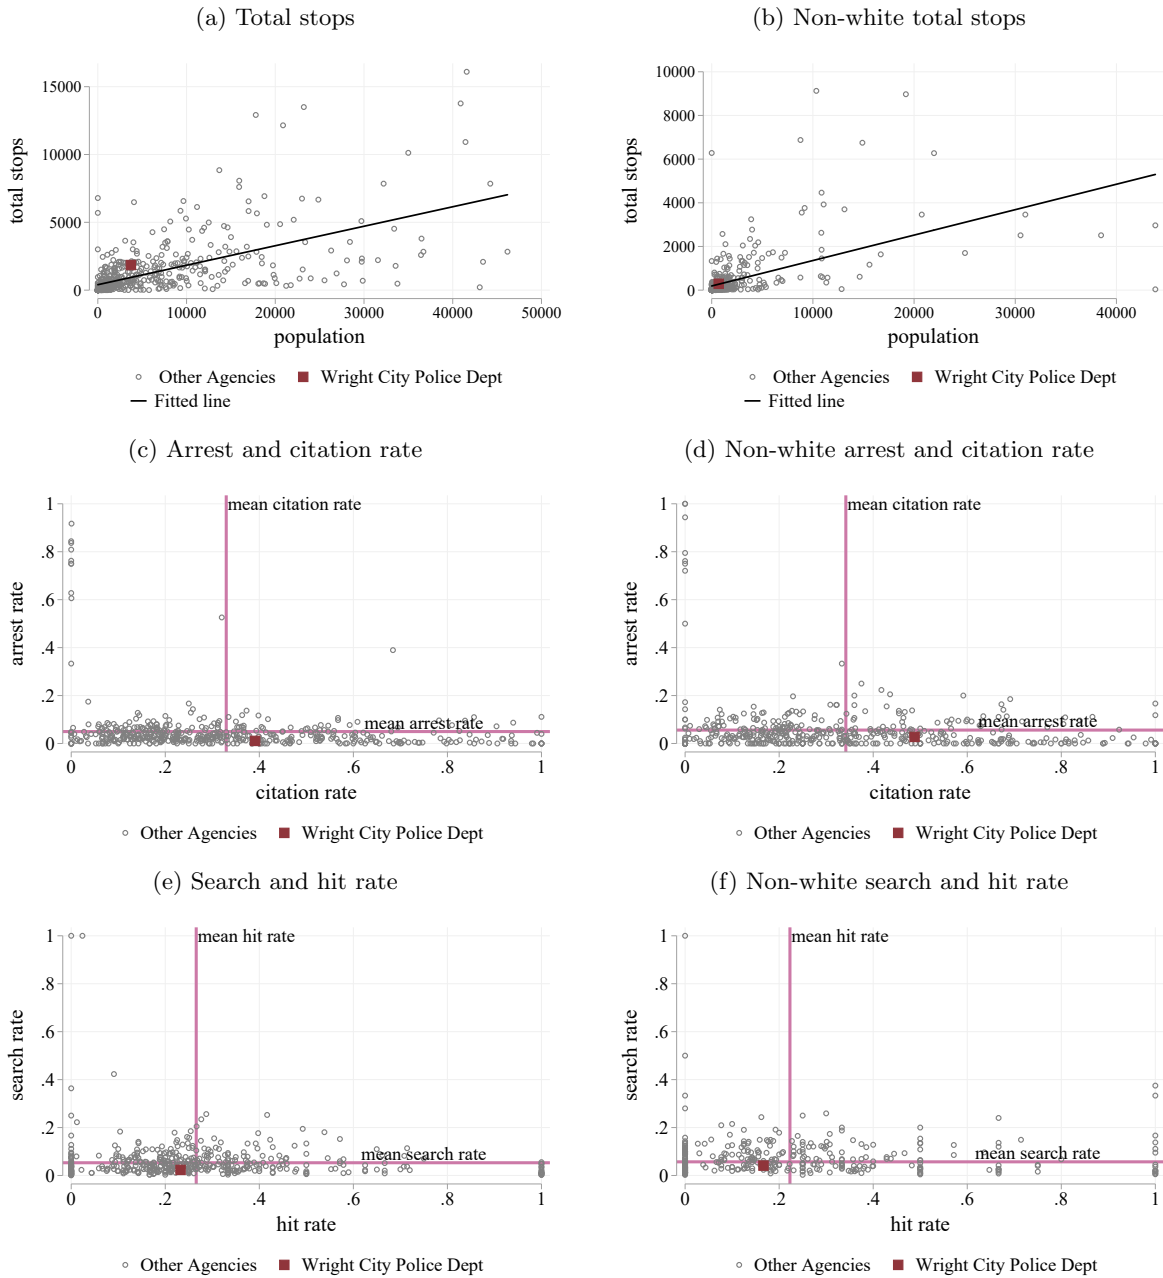 (a) Total stops
(b) Non-white total stops
total stops
15000
10000
5000
0
0 10000 20000 30000 40000 50000
population
○ Other Agencies ■ Wright City Police Dept
— Fitted line
total stops
10000
8000
6000
4000
2000
0
0 10000 20000 30000 40000
population
○ Other Agencies ■ Wright City Police Dept
— Fitted line
(c) Arrest and citation rate
(d) Non-white arrest and citation rate
arrest rate
1
.8
.6
.4
.2
0
mean citation rate
mean arrest rate
0 .2 .4 .6 .8 1
citation rate
○ Other Agencies ■ Wright City Police Dept
arrest rate
1
.8
.6
.4
.2
0
mean citation rate
mean arrest rate
0 .2 .4 .6 .8 1
citation rate
○ Other Agencies ■ Wright City Police Dept
(e) Search and hit rate
(f) Non-white search and hit rate
search rate
1
.8
.6
.4
.2
0
mean hit rate
mean search rate
0 .2 .4 .6 .8 1
hit rate
○ Other Agencies ■ Wright City Police Dept
search rate
1
.8
.6
.4
.2
0
mean hit rate
mean search rate
0 .2 .4 .6 .8 1
hit rate
○ Other Agencies ■ Wright City Police Dept